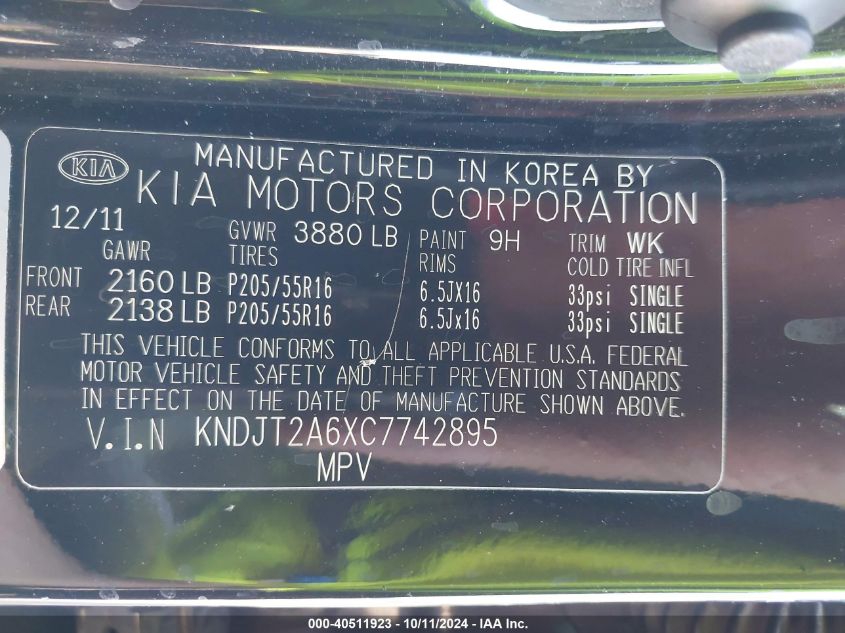 KIA
MANUFACTURED IN KOREA BY
KIA MOTORS CORPORATION
12/11 GVWR 3880 LB PAINT 9H TRIM WK
GAWR TIRES RIMS COLD TIRE INFL
FRONT 2160 LB P205/55R16 6.5JX16 33psi SINGLE
REAR 2138 LB P205/55R16 6.5Jx16 33psi SINGLE
THIS VEHICLE CONFORMS TO ALL APPLICABLE U.S.A. FEDERAL
MOTOR VEHICLE SAFETY AND THEFT PREVENTION STANDARDS
IN EFFECT ON THE DATE OF MANUFACTURE SHOWN ABOVE.
V.I.N KNDJT2A6XC7742895
MPV
000-40511923 - 10/11/2024 - IAA Inc.